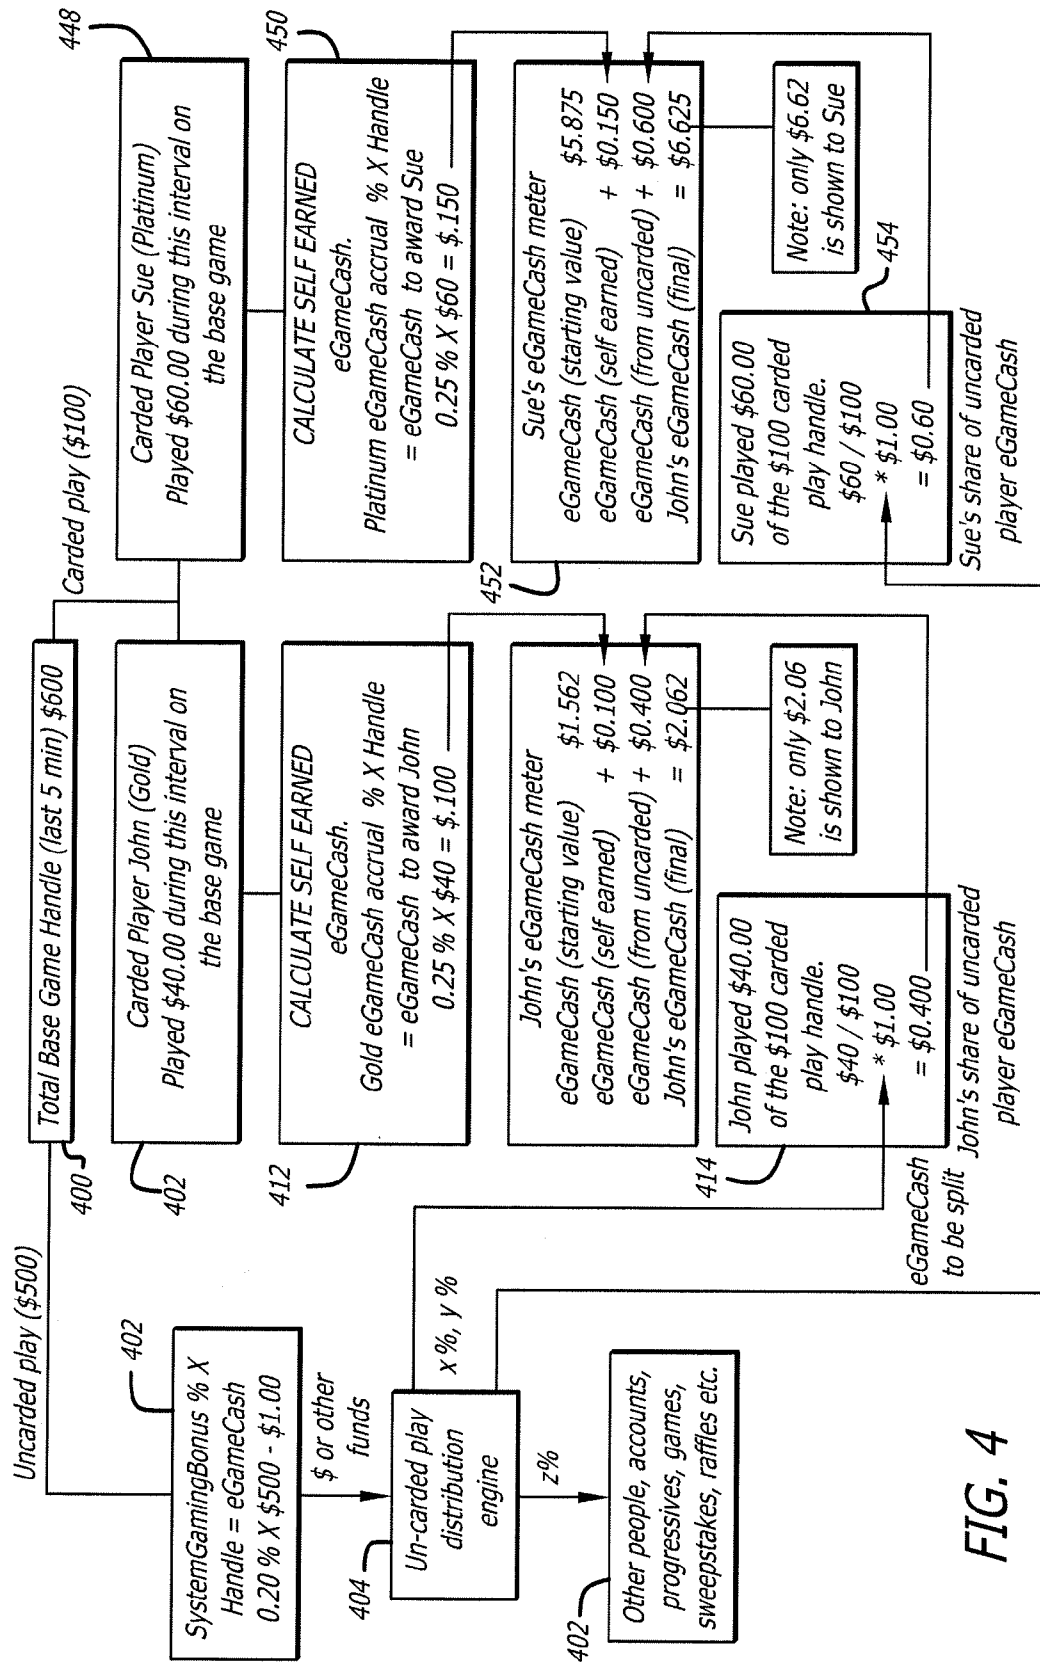 Total Base Game Handle (last 5 min) $600
400
Uncarded play ($500)
Carded play ($100)
SystemGamingBonus % X
Handle = eGameCash
0.20 % X $500 - $1.00
402
$ or other
funds
Un-carded play
distribution
engine
404
x%, y %
z%
Other people, accounts,
progressives, games,
sweepstakes, raffles etc.
402
Carded Player John (Gold)
Played $40.00 during this interval on
the base game
402
CALCULATE SELF EARNED
eGameCash.
Gold eGameCash accrual % X Handle
= eGameCash to award John
0.25 % X $40 = $.100
412
John's eGameCash meter
eGameCash (starting value) $1.562
eGameCash (self earned) + $0.100
eGameCash (from uncarded) + $0.400
John's eGameCash (final) = $2.062
Note: only $2.06
is shown to John
John played $40.00
of the $100 carded
play handle.
$40 / $100
* $1.00
= $0.400
414
eGameCash
to be split
John's share of uncarded
player eGameCash
Carded Player Sue (Platinum)
Played $60.00 during this interval on
the base game
448
CALCULATE SELF EARNED
eGameCash.
Platinum eGameCash accrual % X Handle
= eGameCash to award Sue
0.25 % X $60 = $.150
450
Sue's eGameCash meter
eGameCash (starting value) $5.875
eGameCash (self earned) + $0.150
eGameCash (from uncarded) + $0.600
John's eGameCash (final) = $6.625
452
Note: only $6.62
is shown to Sue
Sue played $60.00
of the $100 carded
play handle.
$60 / $100
* $1.00
= $0.60
454
Sue's share of uncarded
player eGameCash
FIG. 4